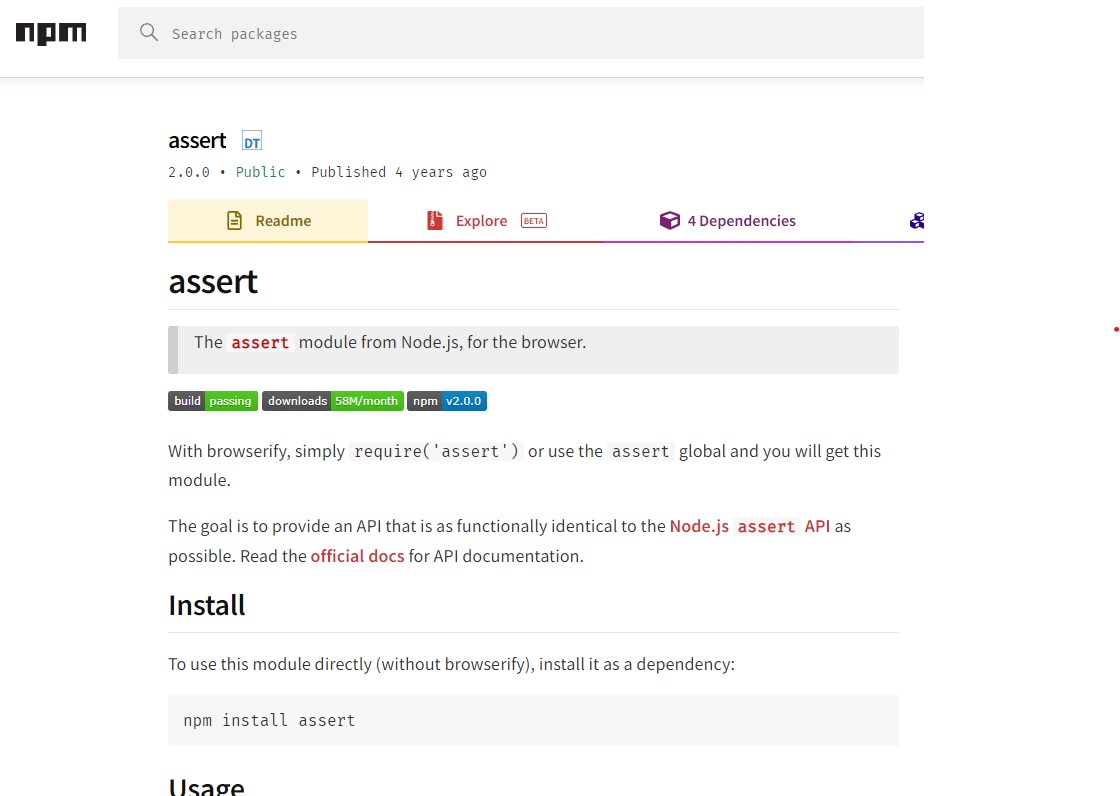 npm
Search packages
assert DT
2.0.0 • Public • Published 4 years ago
Readme
Explore BETA
4 Dependencies
assert
The assert module from Node.js, for the browser.
build passing downloads 58M/month npm v2.0.0
With browserify, simply require('assert') or use the assert global and you will get this
module.
The goal is to provide an API that is as functionally identical to the Node.js assert API as
possible. Read the official docs for API documentation.
Install
To use this module directly (without browserify), install it as a dependency:
npm install assert
Usage